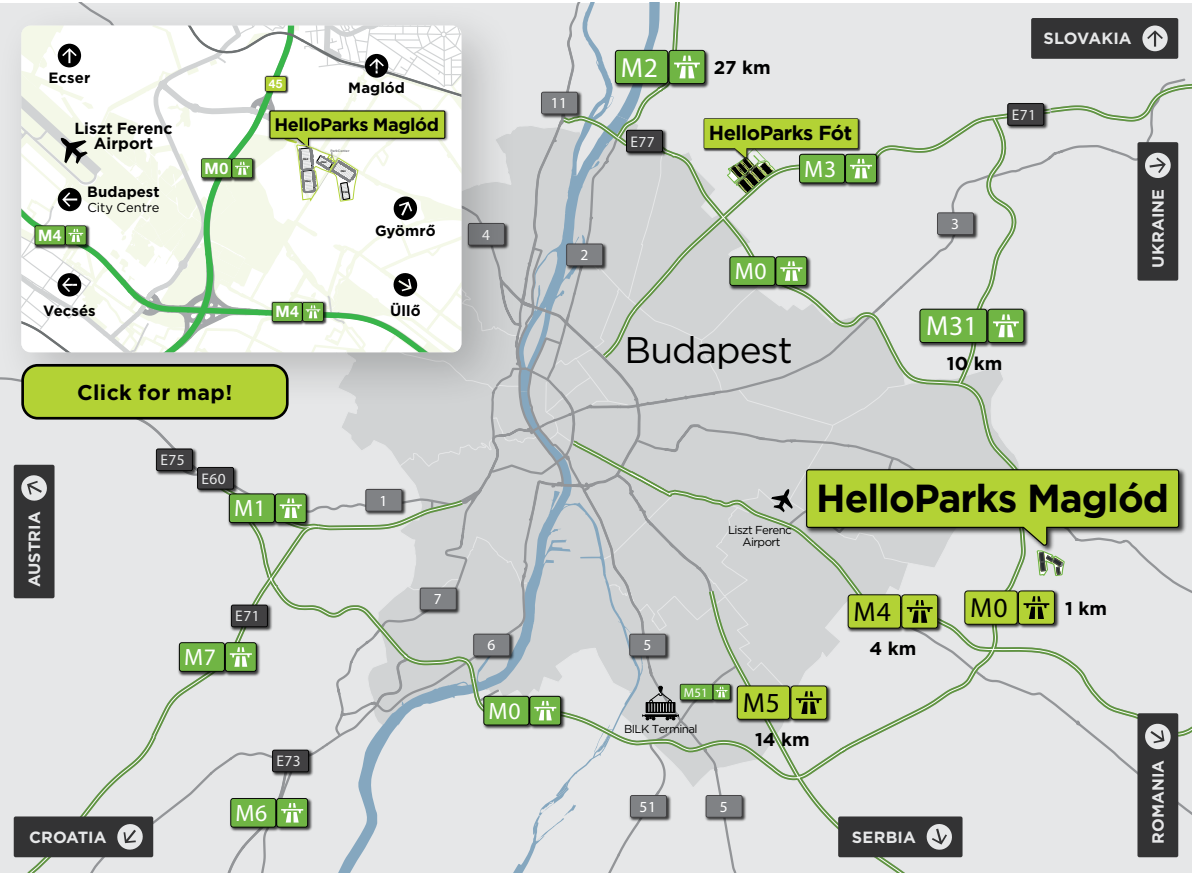 Ecser
Maglód
45
HelloParks Maglód
Liszt Ferenc
Airport
M0
Budapest
City Centre
M4
Gyömrő
Vecsés
M4
Üllő
Click for map!
SLOVAKIA
M2
27 km
11
E77
HelloParks Fót
M3
E71
UKRAINE
4
2
3
M0
M31
10 km
Budapest
E75
E60
M1
1
AUSTRIA
HelloParks Maglód
Liszt Ferenc
Airport
7
E71
M7
6
5
M4
4 km
M0
1 km
M51
M5
14 km
BILK Terminal
M0
E73
M6
51
5
CROATIA
SERBIA
ROMANIA